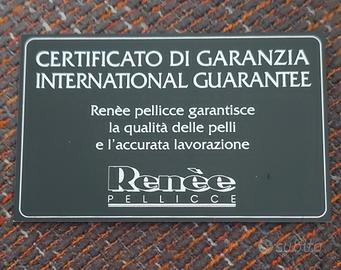 CERTIFICATO DI GARANZIA
INTERNATIONAL GUARANTEE
Renèe pellicce garantisce
la qualità delle pelli
e l'accurata lavorazione
Renèe
PELLICCE
subito